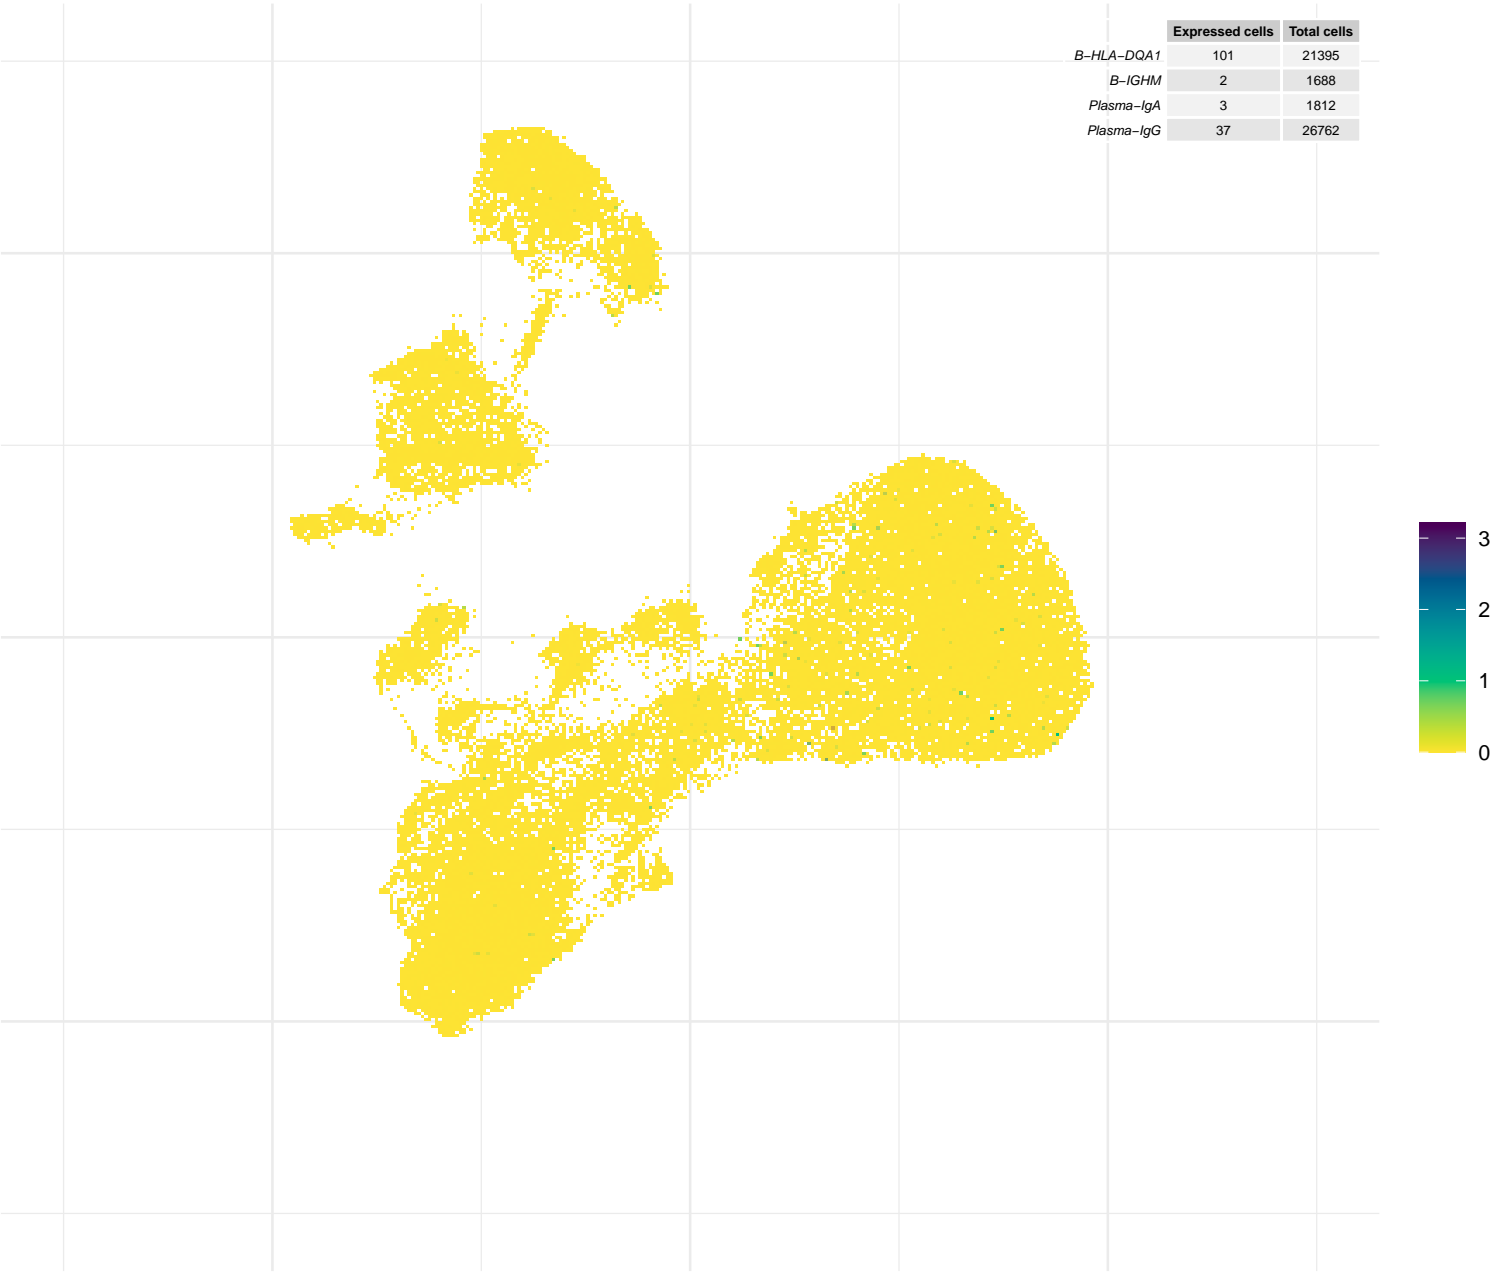 Expressed cells Total cells
B−HLA−DQA1 101 21395
B−IGHM 2 1688
Plasma−IgA 3 1812
Plasma−IgG 37 26762
3
2
1
0